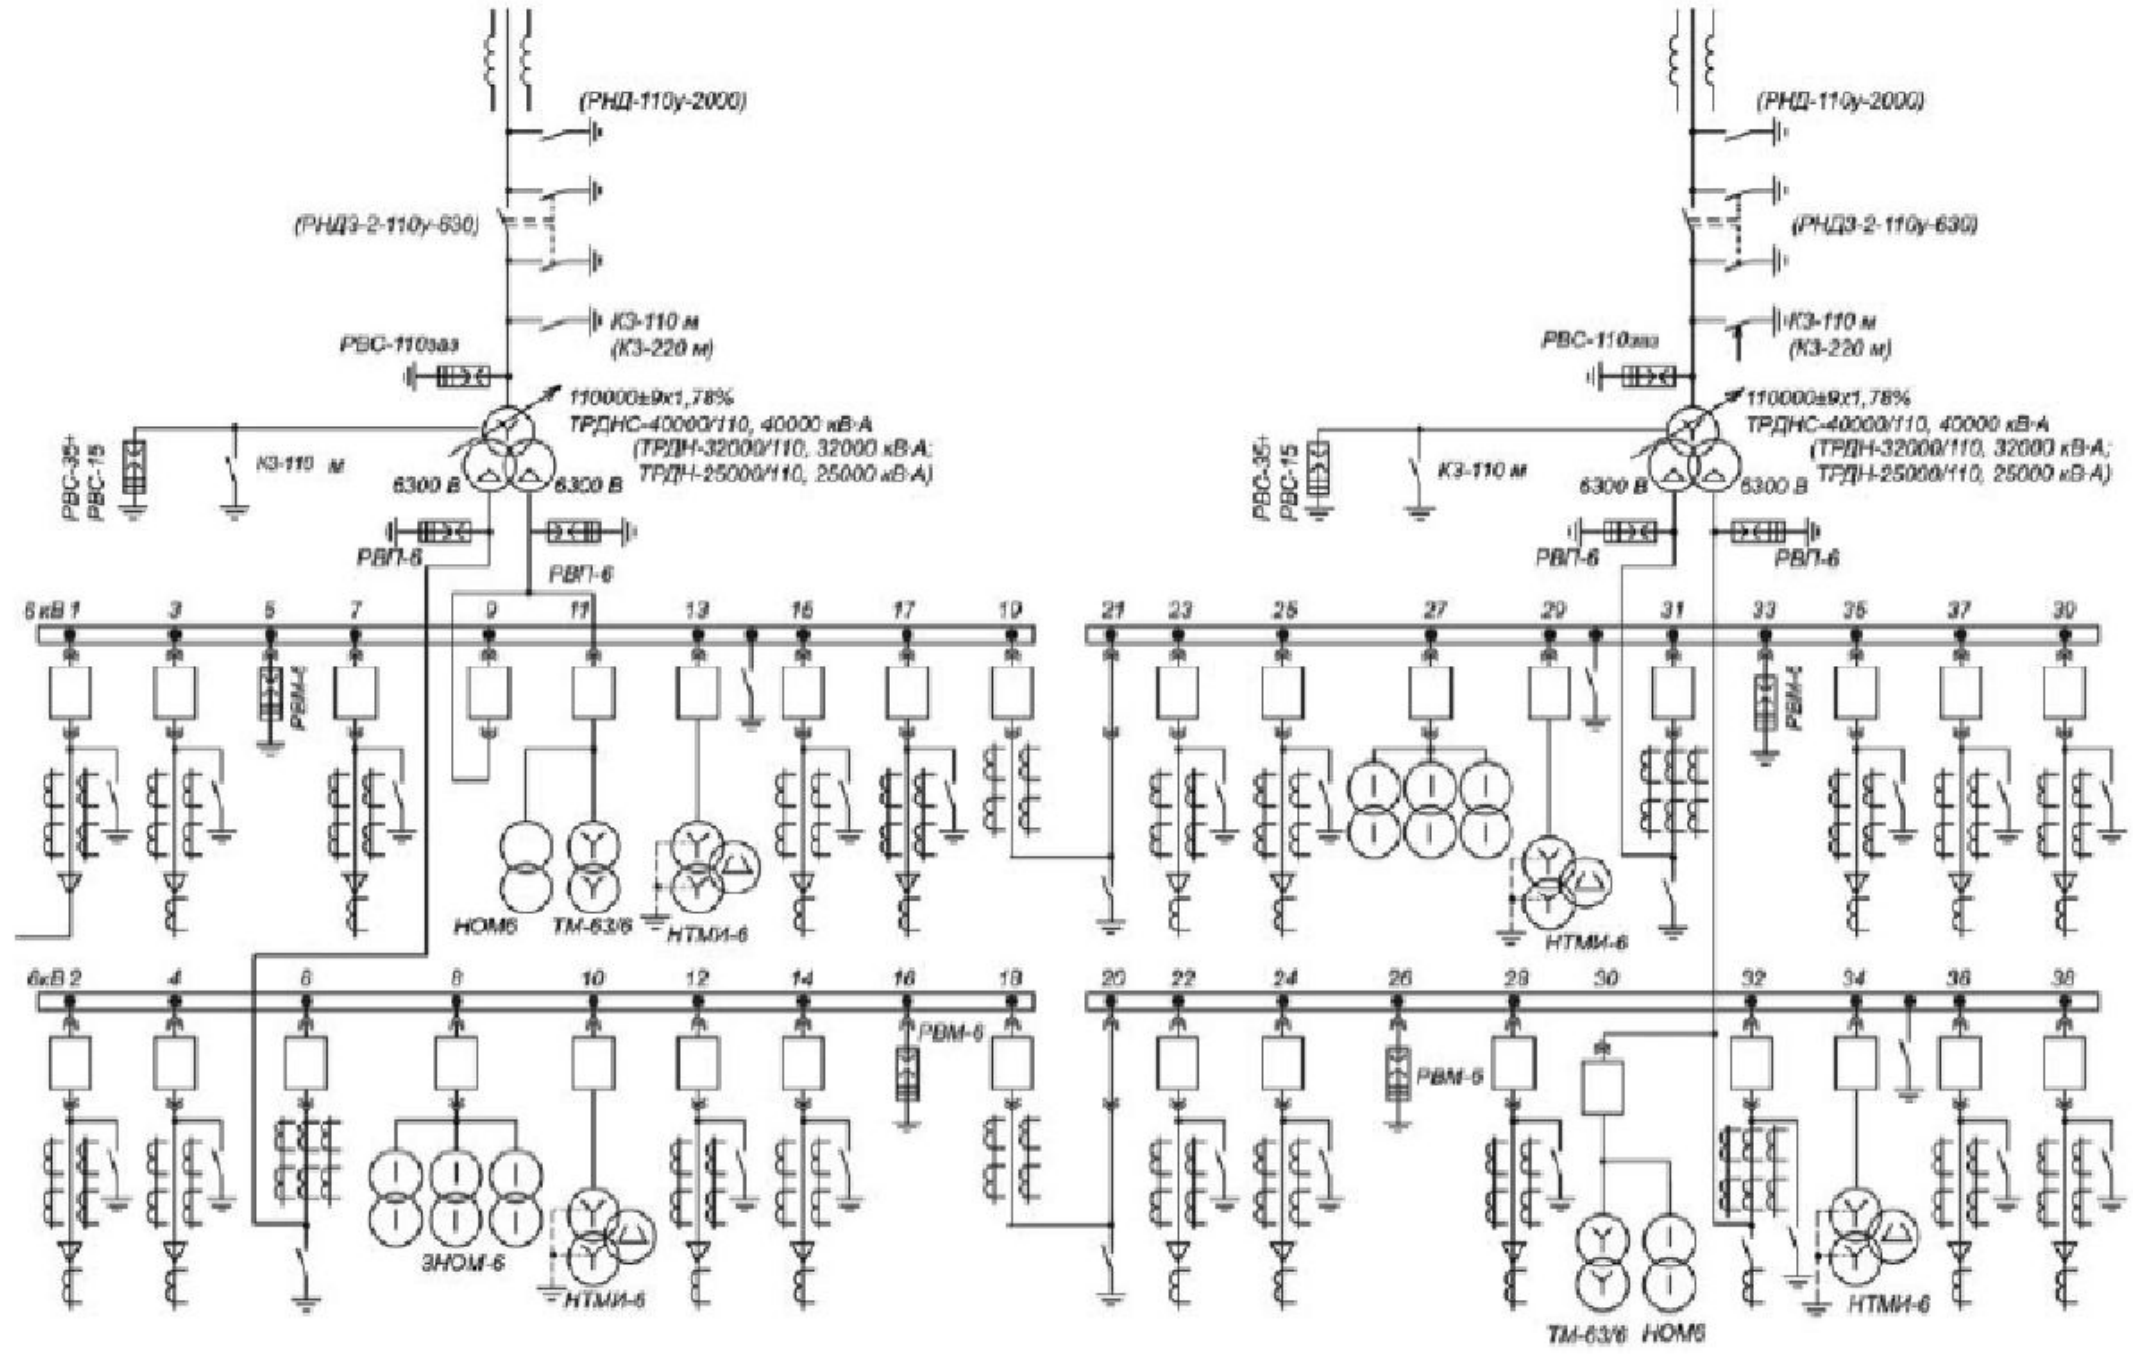 (РНД-110у-2000)
(РНД-110у-2000)
(РНДЗ-2-110у-630)
(РНДЗ-2-110у-630)
КЗ-110 м
(КЗ-220 м)
КЗ-110 м
(КЗ-220 м)
РВС-110заз
РВС-110заз
110000±9х1,78%
ТРДНС-40000/110, 40000 кВ·А
(ТРДН-32000/110, 32000 кВ·А;
ТРДН-25000/110, 25000 кВ·А)
110000±9х1,78%
ТРДНС-40000/110, 40000 кВ·А
(ТРДН-32000/110, 32000 кВ·А;
ТРДН-25000/110, 25000 кВ·А)
РВС-35+
РВС-15
КЗ-110 м
6300 В
6300 В
РВС-35+
РВС-15
КЗ-110 м
6300 В
6300 В
РВП-6
РВП-6
РВП-6
РВП-6
6 кВ 1 3 5 7 9 11 13 15 17 19 21 23 25 27 29 31 33 35 37 39
РВМ-6
РВМ-6
НОМ6
ТМ-63/6
НТМИ-6
НТМИ-6
6кВ 2 4 6 8 10 12 14 16 18 20 22 24 26 28 30 32 34 36 38
РВМ-6
РВМ-6
ЗНОМ-6
НТМИ-6
НТМИ-6
ТМ-63/6
НОМ6